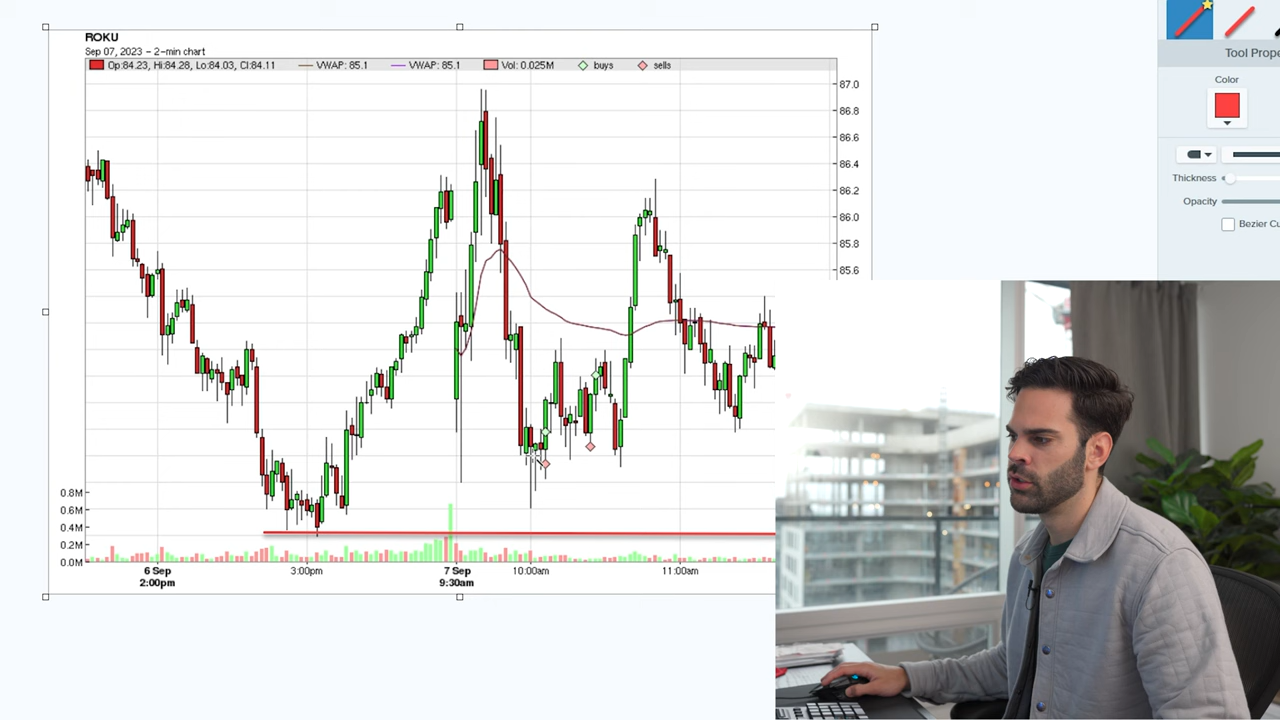 ROKU
Sep 07, 2023 - 2-min chart
Op:84.23, Hi:84.28, Lo:84.03, Cl:84.11 VWAP: 85.1 VWAP: 85.1 Vol: 0.025M buys sells
87.0
86.8
86.6
86.4
86.2
86.0
85.8
85.6
0.8M
0.6M
0.4M
0.2M
0.0M
6 Sep 3:00pm 7 Sep 10:00am 11:00am
2:00pm 9:30am
Tool Prope
Color
Thickness
Opacity
Bezier Cu